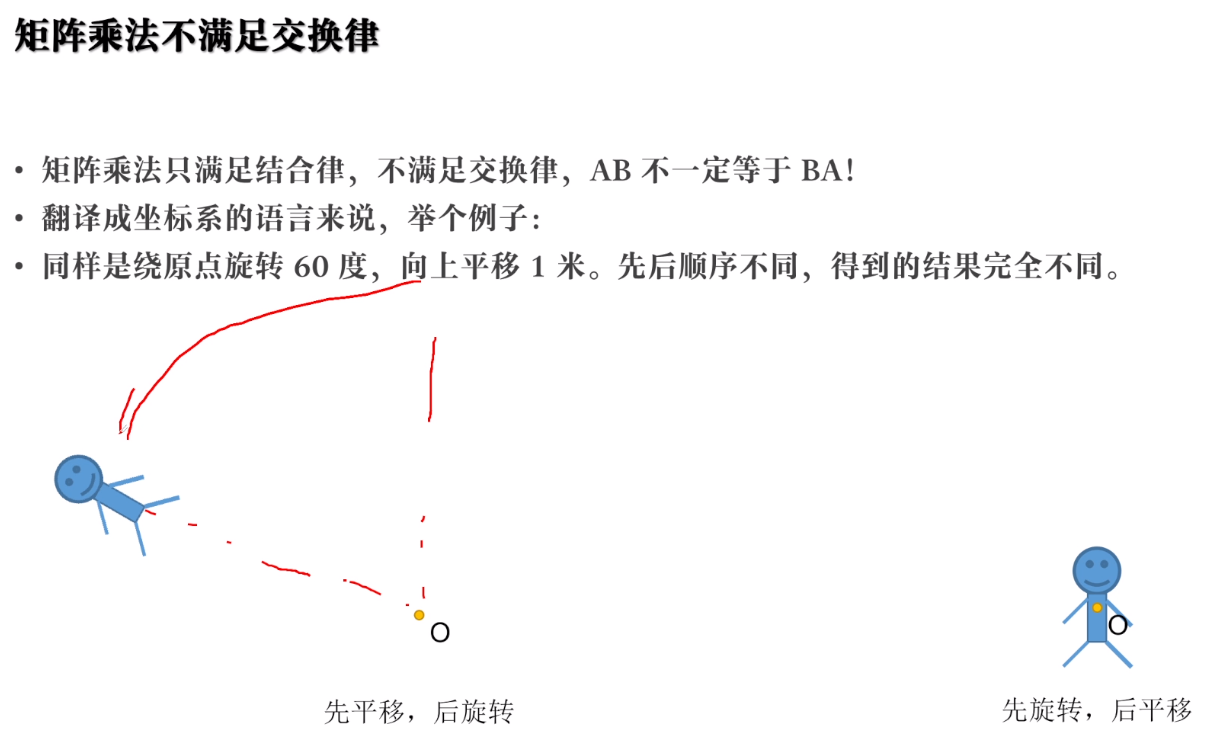 矩阵乘法不满足交换律
• 矩阵乘法只满足结合律，不满足交换律，AB 不一定等于 BA！
• 翻译成坐标系的语言来说，举个例子：
• 同样是绕原点旋转 60 度，向上平移 1 米。先后顺序不同，得到的结果完全不同。
O
O
先平移，后旋转
先旋转，后平移